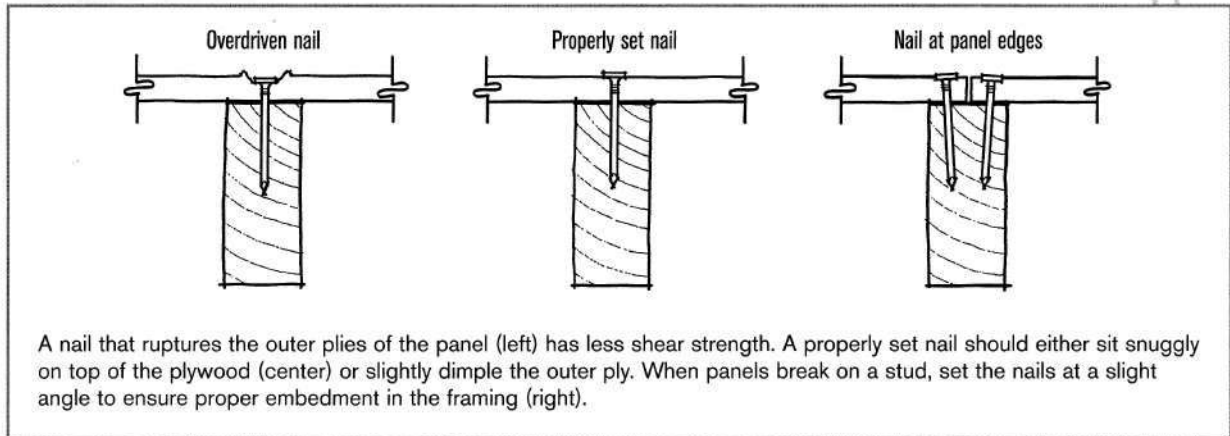 Overdriven nail
Properly set nail
Nail at panel edges
A nail that ruptures the outer plies of the panel (left) has less shear strength. A properly set nail should either sit snuggly
on top of the plywood (center) or slightly dimple the outer ply. When panels break on a stud, set the nails at a slight
angle to ensure proper embedment in the framing (right).